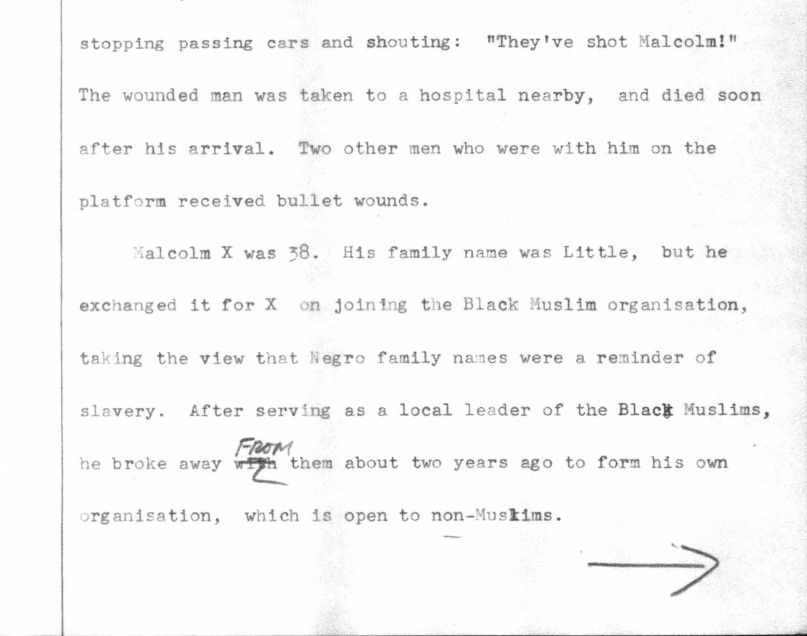 stopping passing cars and shouting: "They've shot Malcolm!"
The wounded man was taken to a hospital nearby, and died soon
after his arrival. Two other men who were with him on the
platform received bullet wounds.
Malcolm X was 38. His family name was Little, but he
exchanged it for X on joining the Black Muslim organisation,
taking the view that Negro family names were a reminder of
slavery. After serving as a local leader of the Black Muslims,
FROM
he broke away with them about two years ago to form his own
organisation, which is open to non-Muslims.